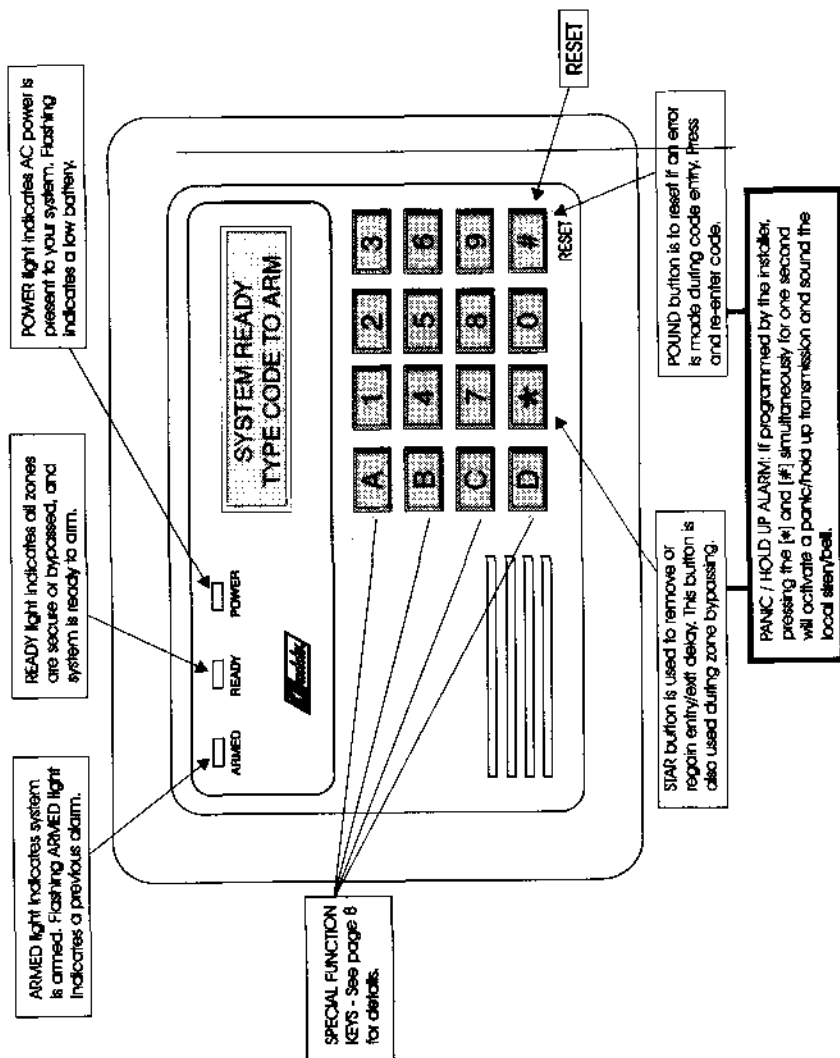 ARMED light indicates system
is armed. Flashing ARMED light
indicates a previous alarm.
READY light indicates all zones
are secure or bypassed, and
system is ready to arm.
POWER light indicates AC power is
present to your system. Flashing
indicates a low battery.
ARMED
READY
POWER
SYSTEM READY
TYPE CODE TO ARM
A 1 2 3
B 4 5 6
C 7 8 9
D * 0 #
RESET
RESET
SPECIAL FUNCTION
KEYS - See page 8
for details.
STAR button is used to remove or
regain entry/exit delay. This button is
also used during zone bypassing.
POUND button is to reset if an error
is made during code entry. Press
and re-enter code.
PANIC / HOLD UP ALARM: If programmed by the installer,
pressing the [*] and [#] simultaneously for one second
will activate a panic/hold up transmission and sound the
local siren/bell.